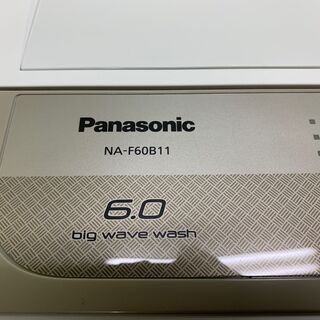 Panasonic
NA-F60B11
6.0
big wave wash